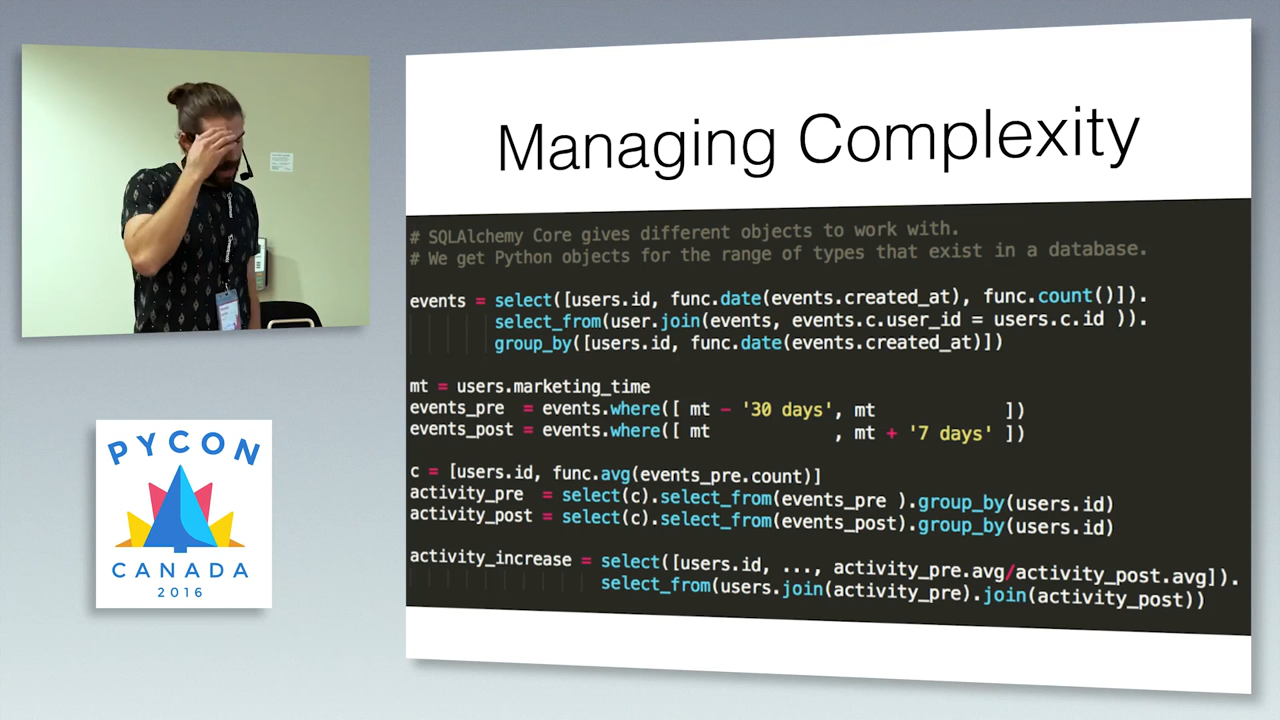 Managing Complexity
# SQLAlchemy Core gives different objects to work with.
# We get Python objects for the range of types that exist in a database.
events = select([users.id, func.date(events.created_at), func.count()]).
select_from(user.join(events, events.c.user_id = users.c.id )).
group_by([users.id, func.date(events.created_at)])
mt = users.marketing_time
events_pre  = events.where([ mt - '30 days', mt              ])
events_post = events.where([ mt             , mt + '7 days' ])
c = [users.id, func.avg(events_pre.count)]
activity_pre  = select(c).select_from(events_pre ).group_by(users.id)
activity_post = select(c).select_from(events_post).group_by(users.id)
activity_increase = select([users.id, ..., activity_pre.avg/activity_post.avg]).
select_from(users.join(activity_pre).join(activity_post))
PYCON
CANADA
2016